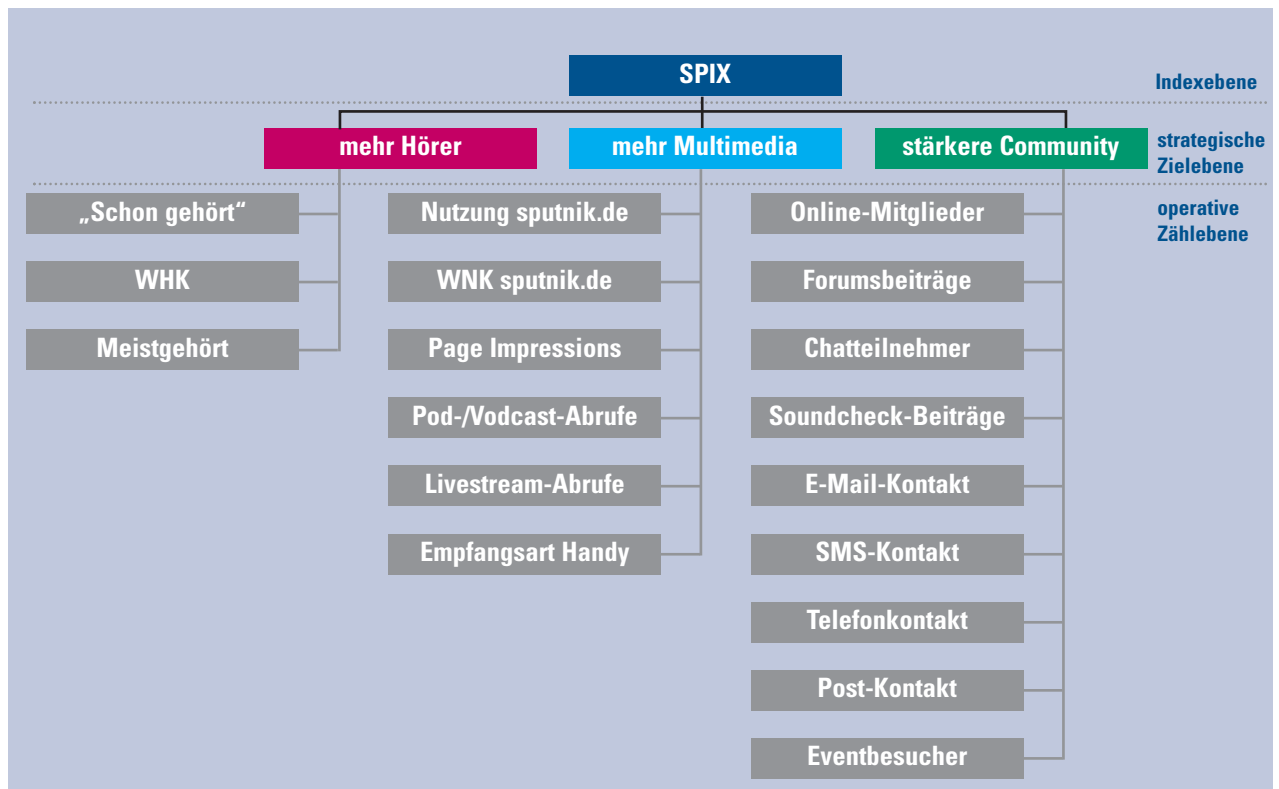 SPIX
Indexebene
mehr Hörer
mehr Multimedia
stärkere Community
strategische
Zielebene
„Schon gehört“
WHK
Meistgehört
Nutzung sputnik.de
WNK sputnik.de
Page Impressions
Pod-/Vodcast-Abrufe
Livestream-Abrufe
Empfangsart Handy
Online-Mitglieder
Forumsbeiträge
Chatteilnehmer
Soundcheck-Beiträge
E-Mail-Kontakt
SMS-Kontakt
Telefonkontakt
Post-Kontakt
Eventbesucher
operative
Zählebene